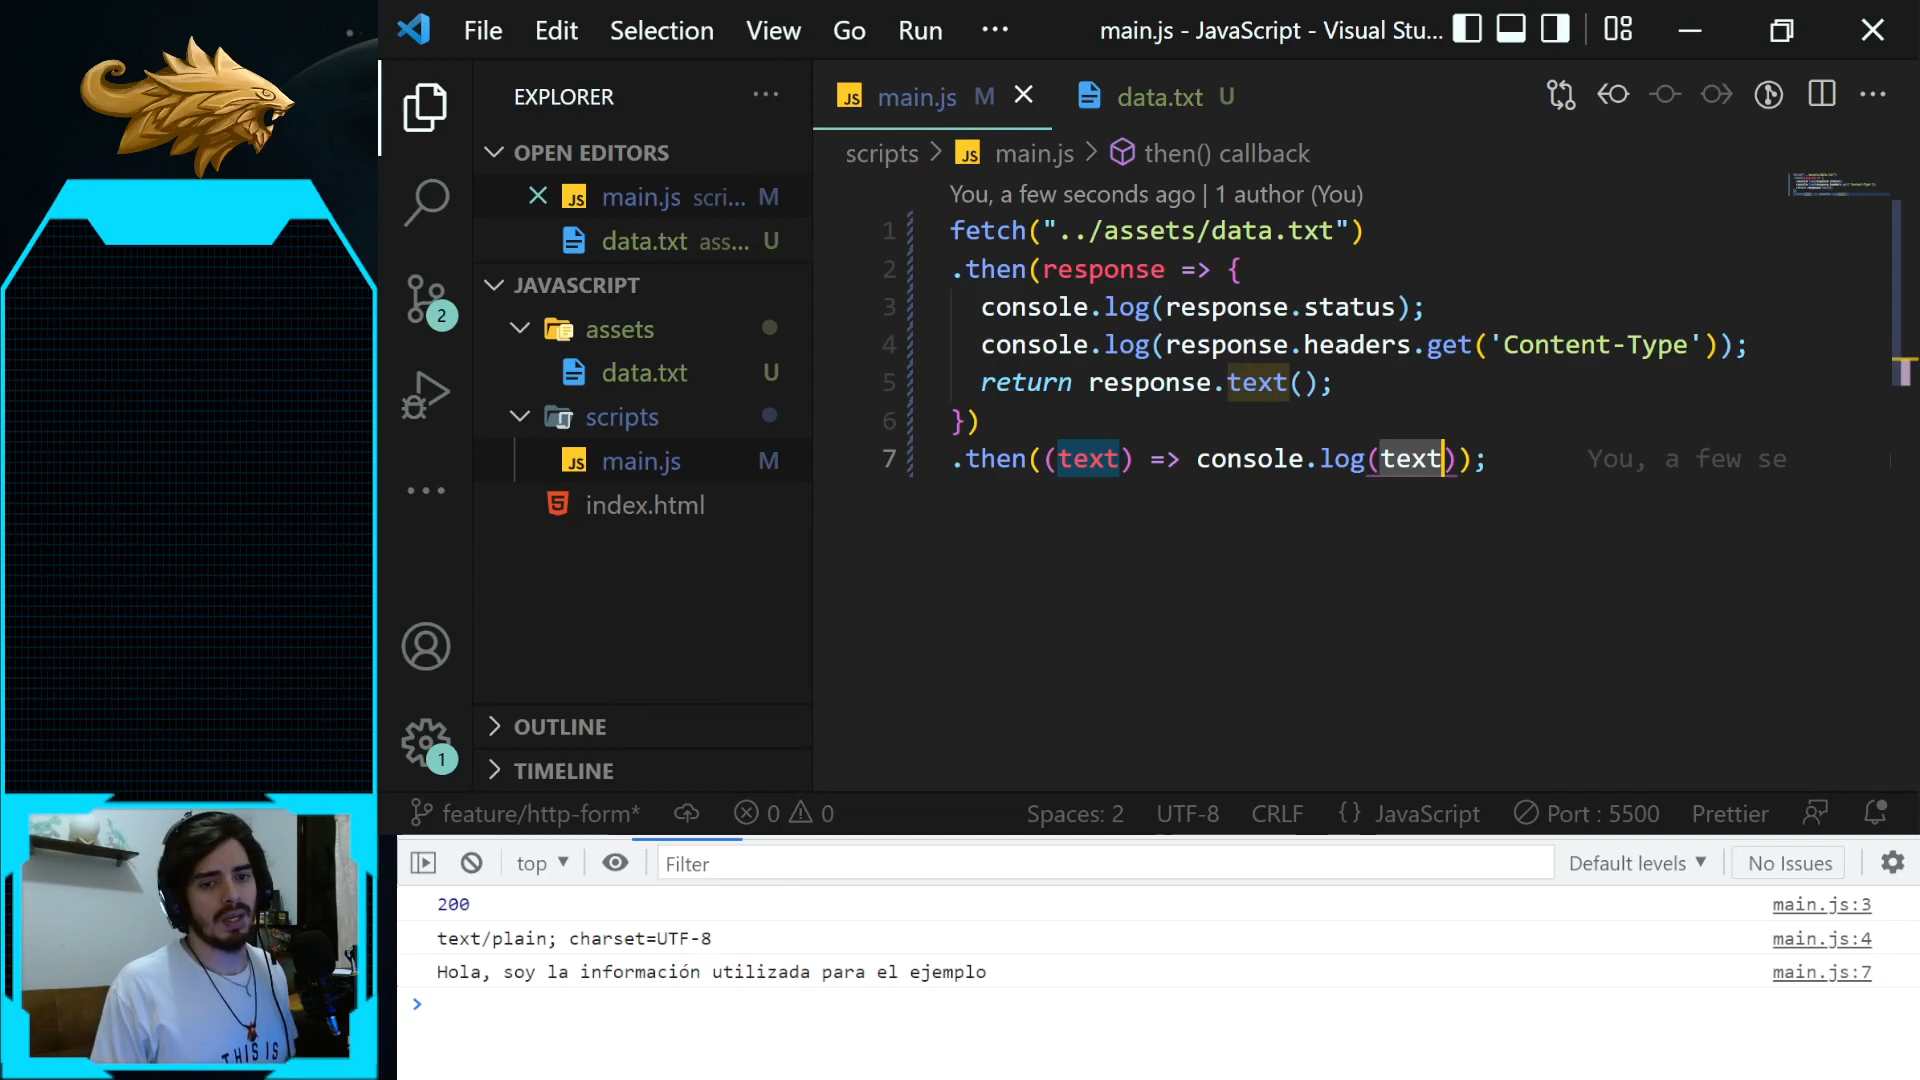 File Edit Selection View Go Run ···
main.js - JavaScript - Visual Stu...
EXPLORER
OPEN EDITORS
main.js scri... M
data.txt ass... U
JAVASCRIPT
assets
data.txt U
scripts
main.js M
index.html
OUTLINE
TIMELINE
2
1
main.js M
data.txt U
scripts > main.js > then() callback
You, a few seconds ago | 1 author (You)
1 fetch("../assets/data.txt")
2 .then(response => {
3 console.log(response.status);
4 console.log(response.headers.get('Content-Type'));
5 return response.text();
6 })
7 .then((text) => console.log(text)); You, a few se
feature/http-form* 0 0 Spaces: 2 UTF-8 CRLF {} JavaScript Port : 5500 Prettier
top Filter Default levels No Issues
200 main.js:3
text/plain; charset=UTF-8 main.js:4
Hola, soy la información utilizada para el ejemplo main.js:7
>
THIS IS